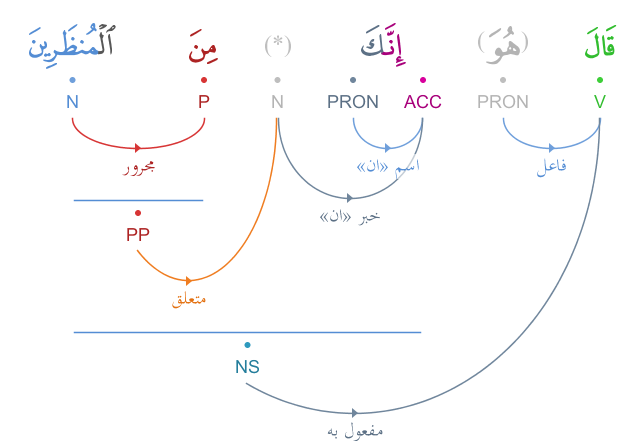 قَالَ (هُوَ) إِنَّكَ (*) مِنَ ٱلْمُنظَرِينَ
V PRON ACC PRON N P N
فاعل
اسم «ان»
مجرور
خبر «ان»
PP
متعلق
NS
مفعول به